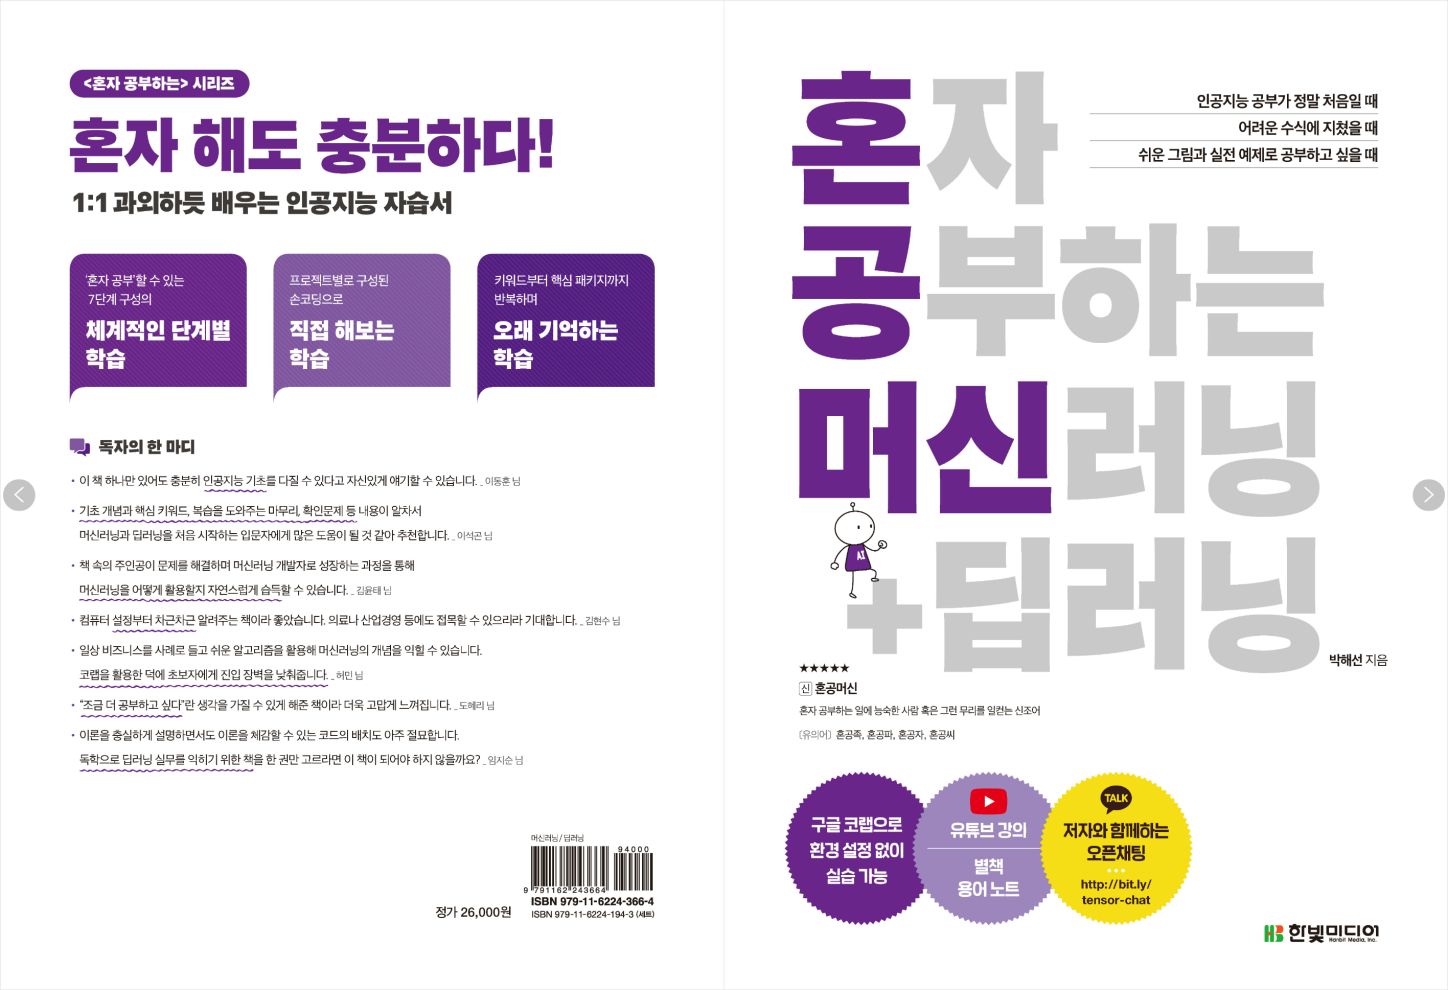 <혼자 공부하는> 시리즈
혼자 해도 충분하다!
1:1 과외하듯 배우는 인공지능 자습서
'혼자 공부'할 수 있는
7단계 구성의
체계적인 단계별
학습
프로젝트별로 구성된
손코딩으로
직접 해보는
학습
키워드부터 핵심 패키지까지
반복하며
오래 기억하는
학습
독자의 한 마디
• 이 책 하나만 있어도 충분히 인공지능 기초를 다질 수 있다고 자신있게 얘기할 수 있습니다. _ 이동훈 님
• 기초 개념과 핵심 키워드, 복습을 도와주는 마무리, 확인문제 등 내용이 알차서
머신러닝과 딥러닝을 처음 시작하는 입문자에게 많은 도움이 될 것 같아 추천합니다. _ 이석곤 님
• 책 속의 주인공이 문제를 해결하며 머신러닝 개발자로 성장하는 과정을 통해
머신러닝을 어떻게 활용할지 자연스럽게 습득할 수 있습니다. _ 김윤태 님
• 컴퓨터 설정부터 차근차근 알려주는 책이라 좋았습니다. 의료나 산업경영 등에도 접목할 수 있으리라 기대합니다. _ 김현수 님
• 일상 비즈니스를 사례로 들고 쉬운 알고리즘을 활용해 머신러닝의 개념을 익힐 수 있습니다.
코랩을 활용한 덕에 초보자에게 진입 장벽을 낮춰줍니다. _ 허민 님
• "조금 더 공부하고 싶다"란 생각을 가질 수 있게 해준 책이라 더욱 고맙게 느껴집니다. _ 도혜리 님
• 이론을 충실하게 설명하면서도 이론을 체감할 수 있는 코드의 배치도 아주 절묘합니다.
독학으로 딥러닝 실무를 익히기 위한 책을 한 권만 고르라면 이 책이 되어야 하지 않을까요? _ 임지순 님
머신러닝 / 딥러닝
94000
9 791162 243664
정가 26,000원
ISBN 979-11-6224-366-4
ISBN 979-11-6224-194-3 (세트)
인공지능 공부가 정말 처음일 때
어려운 수식에 지쳤을 때
쉬운 그림과 실전 예제로 공부하고 싶을 때
혼자
공부하는
머신러닝
AI
+딥러닝
박해선 지음
★★★★★
[신] 혼공머신
혼자 공부하는 일에 능숙한 사람 혹은 그런 무리를 일컫는 신조어
[유의어] 혼공족, 혼공파, 혼공자, 혼공씨
구글 코랩으로
환경 설정 없이
실습 가능
유튜브 강의
별책
용어 노트
TALK
저자와 함께하는
오픈채팅
http://bit.ly/
tensor-chat
HB 한빛미디어
Hanbit Media, Inc.